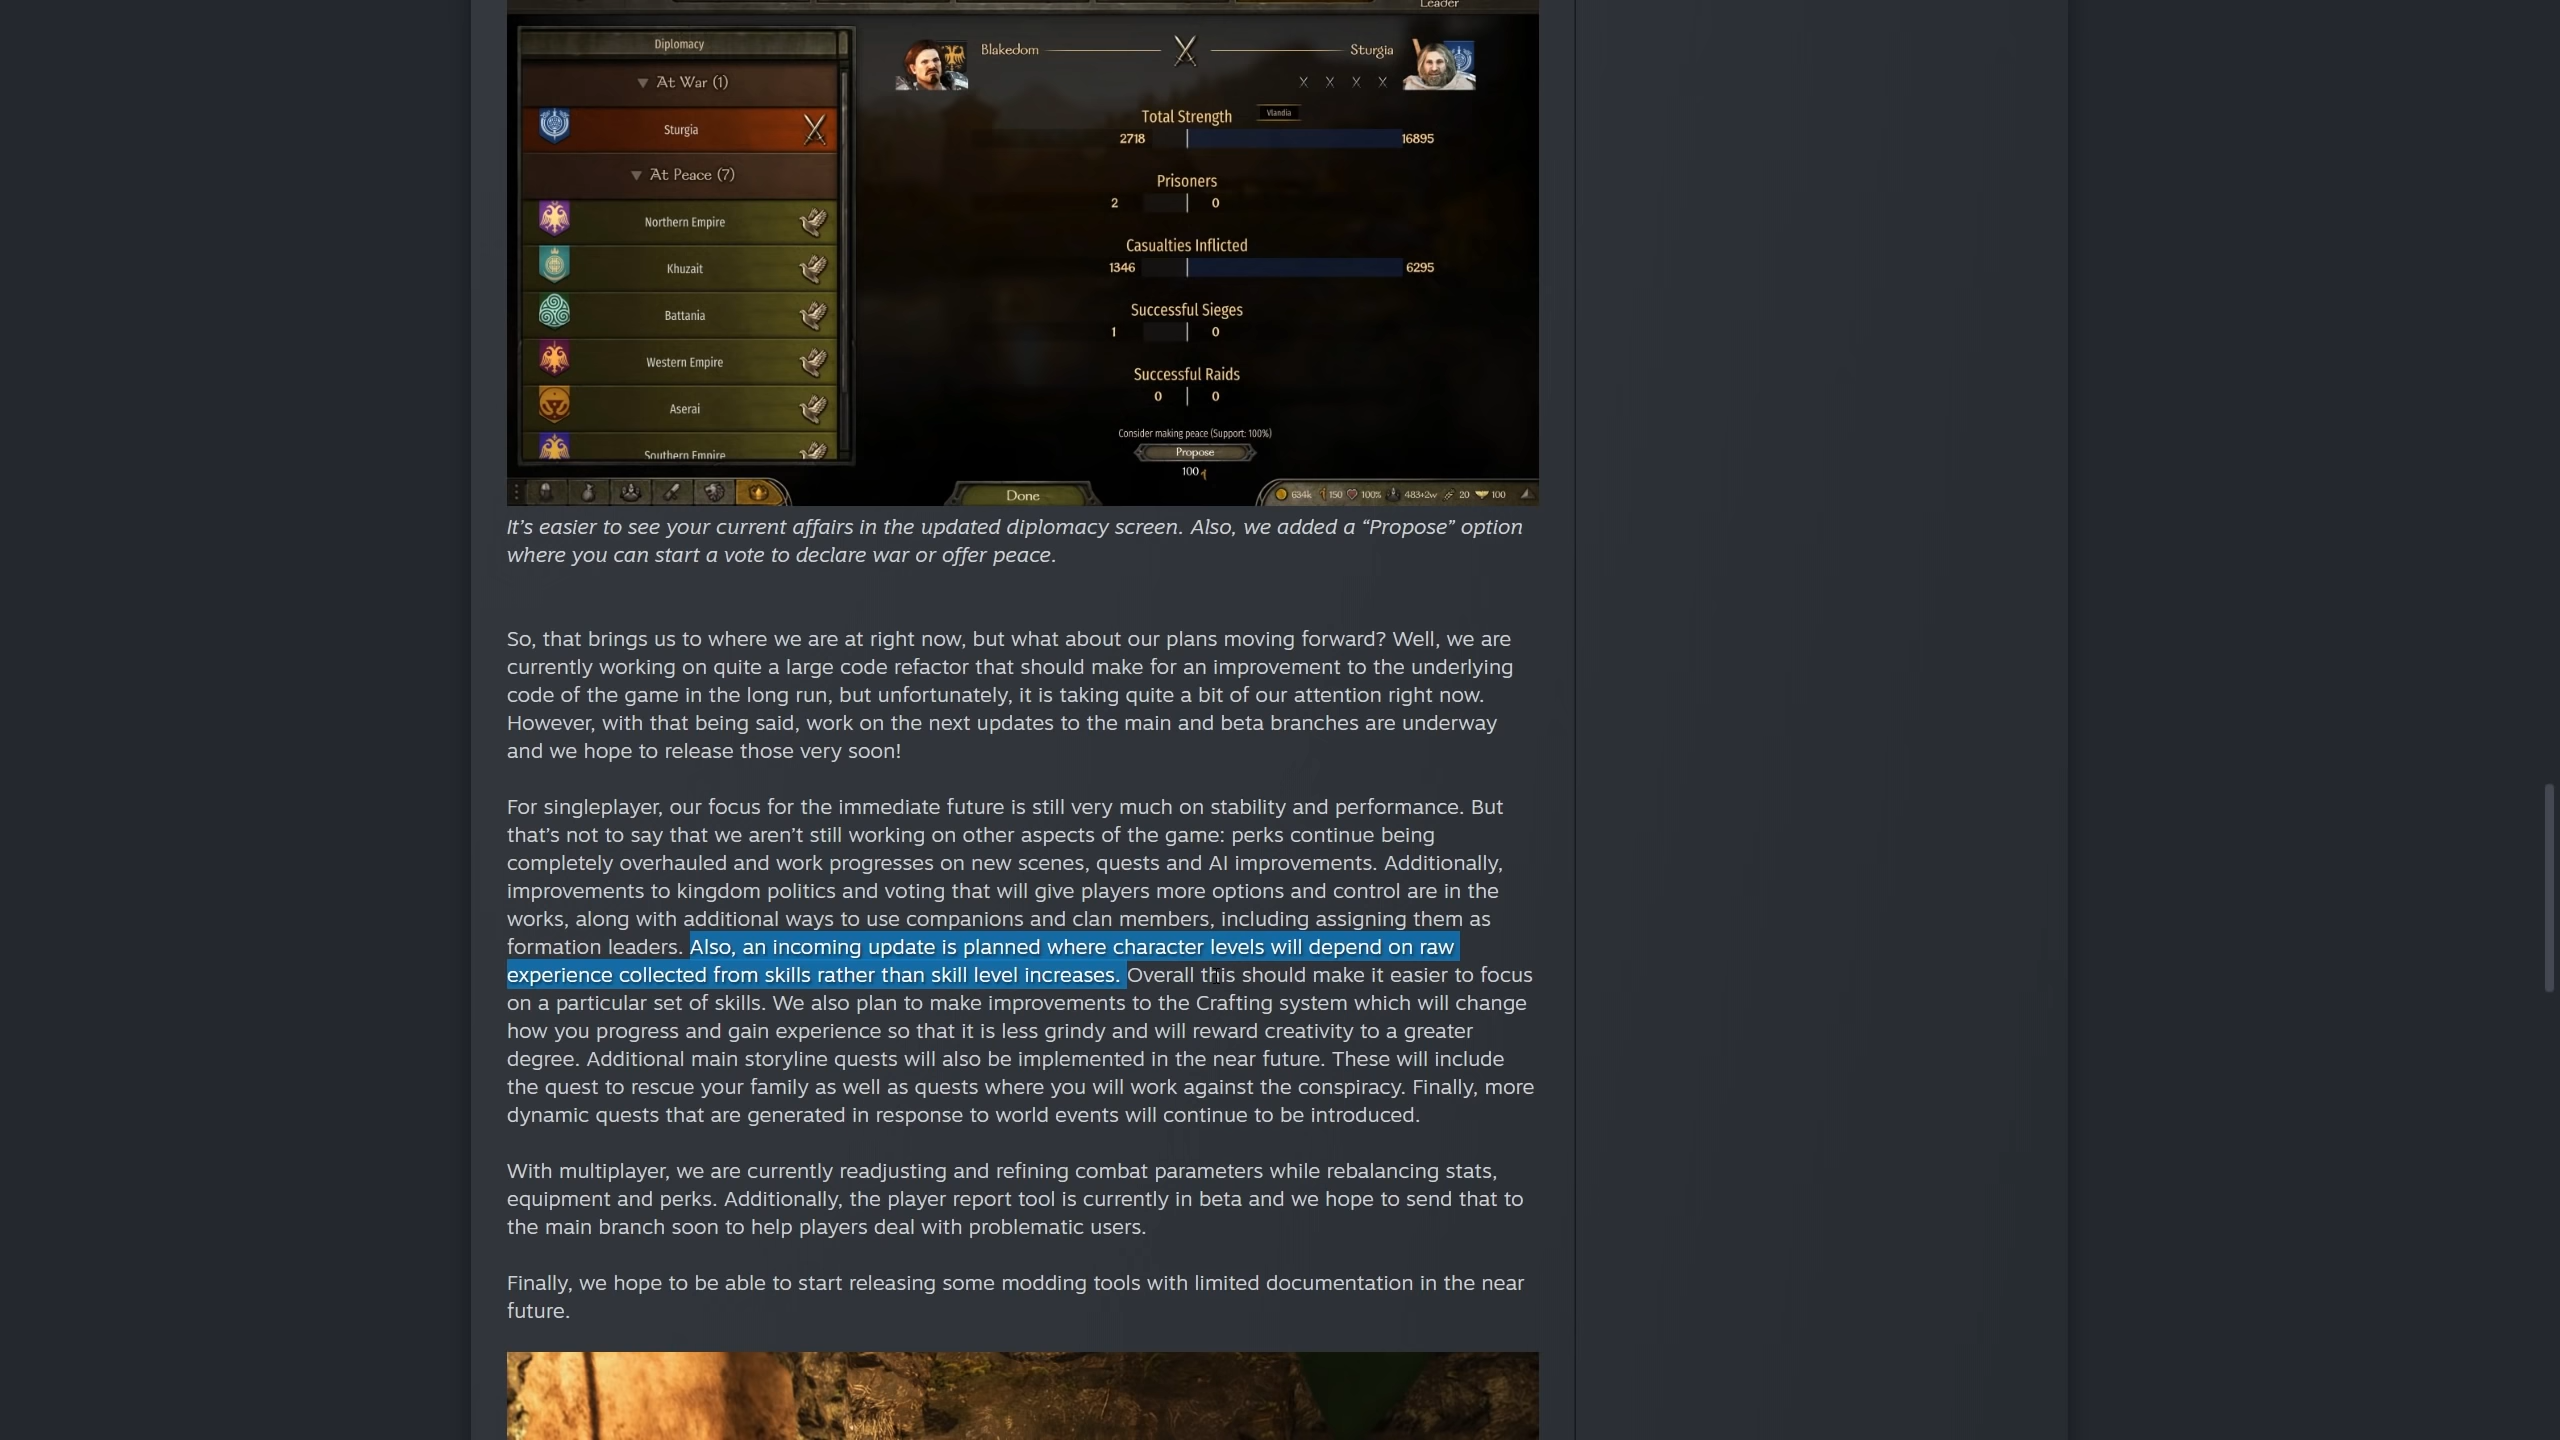 Leader
Diplomacy
At War (1)
Sturgia
At Peace (7)
Northern Empire
Khuzait
Battania
Western Empire
Aserai
Southern Empire
Blakedom
Sturgia
X X X X
Total Strength
Vlandia
2718 16895
Prisoners
2 0
Casualties Inflicted
1346 6295
Successful Sieges
1 0
Successful Raids
0 0
Consider making peace (Support: 100%)
Propose
100
Done
634k 150 100% 483+2w 20 100
It’s easier to see your current affairs in the updated diplomacy screen. Also, we added a “Propose” option
where you can start a vote to declare war or offer peace.
So, that brings us to where we are at right now, but what about our plans moving forward? Well, we are
currently working on quite a large code refactor that should make for an improvement to the underlying
code of the game in the long run, but unfortunately, it is taking quite a bit of our attention right now.
However, with that being said, work on the next updates to the main and beta branches are underway
and we hope to release those very soon!
For singleplayer, our focus for the immediate future is still very much on stability and performance. But
that’s not to say that we aren’t still working on other aspects of the game: perks continue being
completely overhauled and work progresses on new scenes, quests and AI improvements. Additionally,
improvements to kingdom politics and voting that will give players more options and control are in the
works, along with additional ways to use companions and clan members, including assigning them as
formation leaders. Also, an incoming update is planned where character levels will depend on raw
experience collected from skills rather than skill level increases. Overall this should make it easier to focus
on a particular set of skills. We also plan to make improvements to the Crafting system which will change
how you progress and gain experience so that it is less grindy and will reward creativity to a greater
degree. Additional main storyline quests will also be implemented in the near future. These will include
the quest to rescue your family as well as quests where you will work against the conspiracy. Finally, more
dynamic quests that are generated in response to world events will continue to be introduced.
With multiplayer, we are currently readjusting and refining combat parameters while rebalancing stats,
equipment and perks. Additionally, the player report tool is currently in beta and we hope to send that to
the main branch soon to help players deal with problematic users.
Finally, we hope to be able to start releasing some modding tools with limited documentation in the near
future.